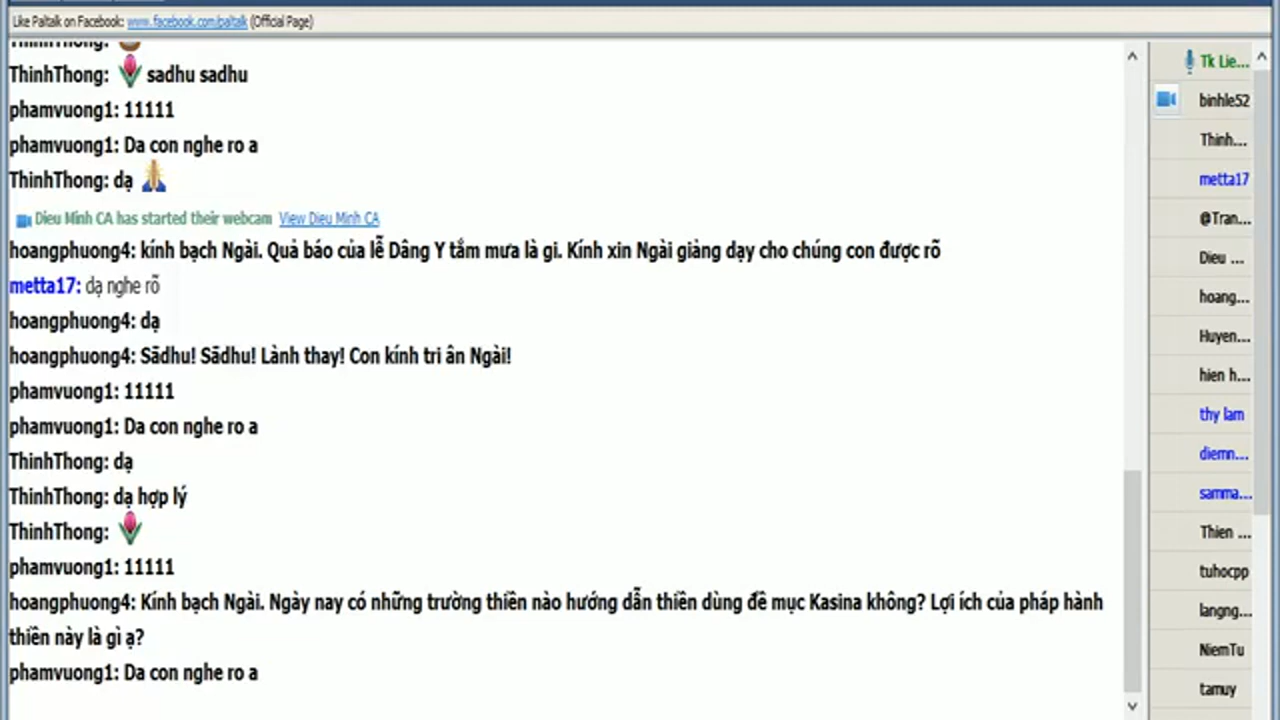 Like Paltalk on Facebook: www.facebook.com/paltalk (Official Page)
ThinhThong:
ThinhThong: sadhu sadhu
phamvuong1: 11111
phamvuong1: Da con nghe ro a
ThinhThong: dạ
Dieu Minh CA has started their webcam View Dieu Minh CA
hoangphuong4: kính bạch Ngài. Quả báo của lễ Dâng Y tắm mưa là gi. Kính xin Ngài giảng dạy cho chúng con được rõ
metta17: dạ nghe rõ
hoangphuong4: dạ
hoangphuong4: Sādhu! Sādhu! Lành thay! Con kính tri ân Ngài!
phamvuong1: 11111
phamvuong1: Da con nghe ro a
ThinhThong: dạ
ThinhThong: dạ hợp lý
ThinhThong:
phamvuong1: 11111
hoangphuong4: Kính bạch Ngài. Ngày nay có những trường thiền nào hướng dẫn thiền dùng đề mục Kasina không? Lợi ích của pháp hành
thiền này là gì ạ?
phamvuong1: Da con nghe ro a
Tk Lie...
binhle52
Thinh...
metta17
@Tran...
Dieu ...
hoang...
Huyen...
hien h...
thy lam
diemn...
samma...
Thien ...
tuhocpp
langng...
NiemTu
tamuy